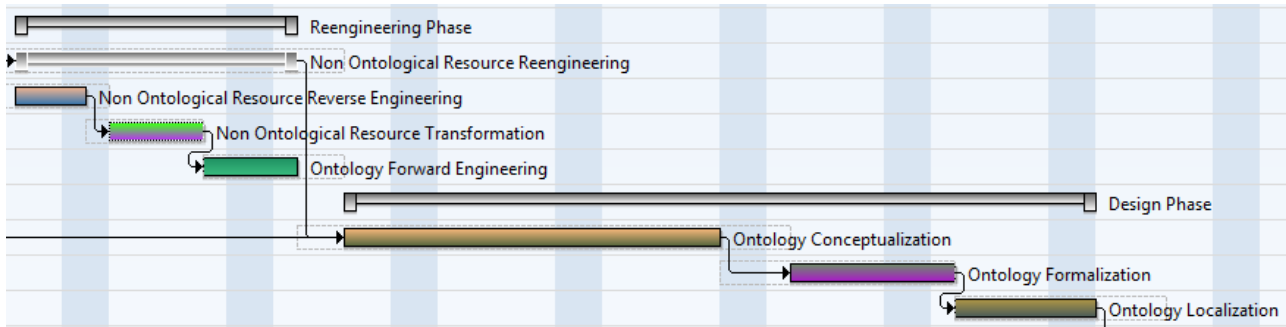 Reengineering Phase
Non Ontological Resource Reengineering
Non Ontological Resource Reverse Engineering
Non Ontological Resource Transformation
Ontology Forward Engineering
Design Phase
Ontology Conceptualization
Ontology Formalization
Ontology Localization